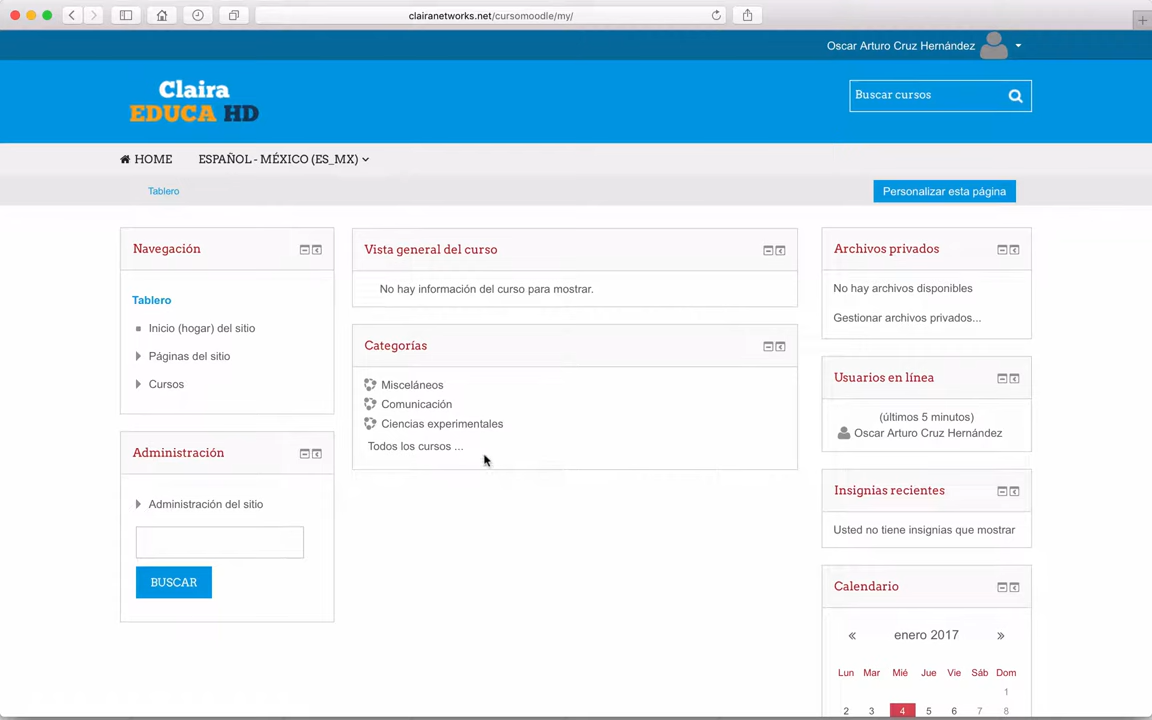 clairanetworks.net/cursomoodle/my/
Oscar Arturo Cruz Hernández
Claira
EDUCA HD
Buscar cursos
HOME
ESPAÑOL - MÉXICO (ES_MX)
Tablero
Personalizar esta página
Navegación
Tablero
Inicio (hogar) del sitio
Páginas del sitio
Cursos
Administración
Administración del sitio
BUSCAR
Vista general del curso
No hay información del curso para mostrar.
Categorías
Misceláneos
Comunicación
Ciencias experimentales
Todos los cursos ...
Archivos privados
No hay archivos disponibles
Gestionar archivos privados...
Usuarios en línea
(últimos 5 minutos)
Oscar Arturo Cruz Hernández
Insignias recientes
Usted no tiene insignias que mostrar
Calendario
« enero 2017 »
Lun Mar Mié Jue Vie Sáb Dom
1
2 3 4 5 6 7 8